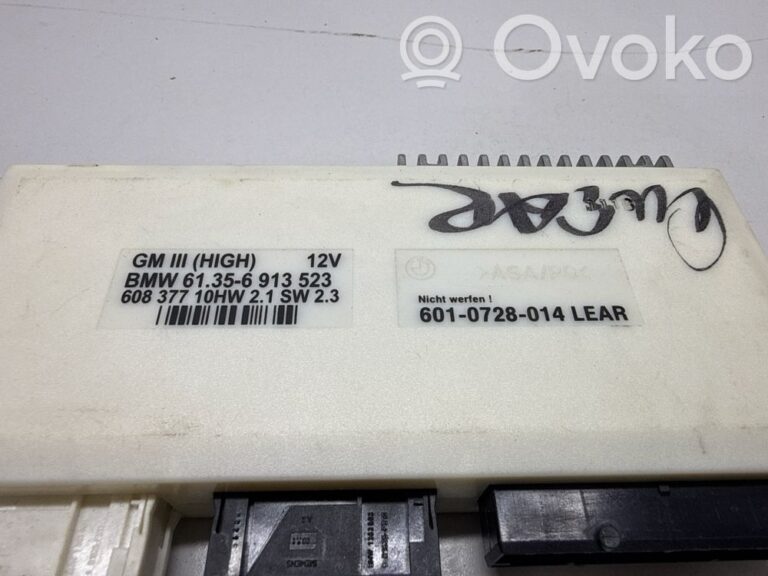 Ovoko
GM III (HIGH) 12V
BMW 61.35-6 913 523
608 377 10HW 2.1 SW 2.3
Nicht werfen !
601-0728-014 LEAR
SIEMENS